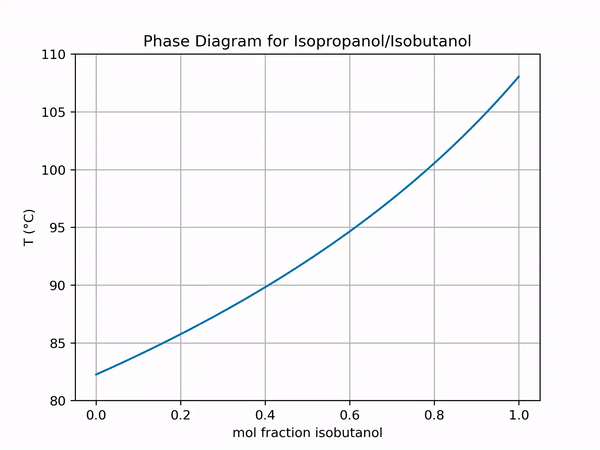 Phase Diagram for Isopropanol/Isobutanol
110
105
100
95
90
85
80
T (°C)
0.0 0.2 0.4 0.6 0.8 1.0
mol fraction isobutanol